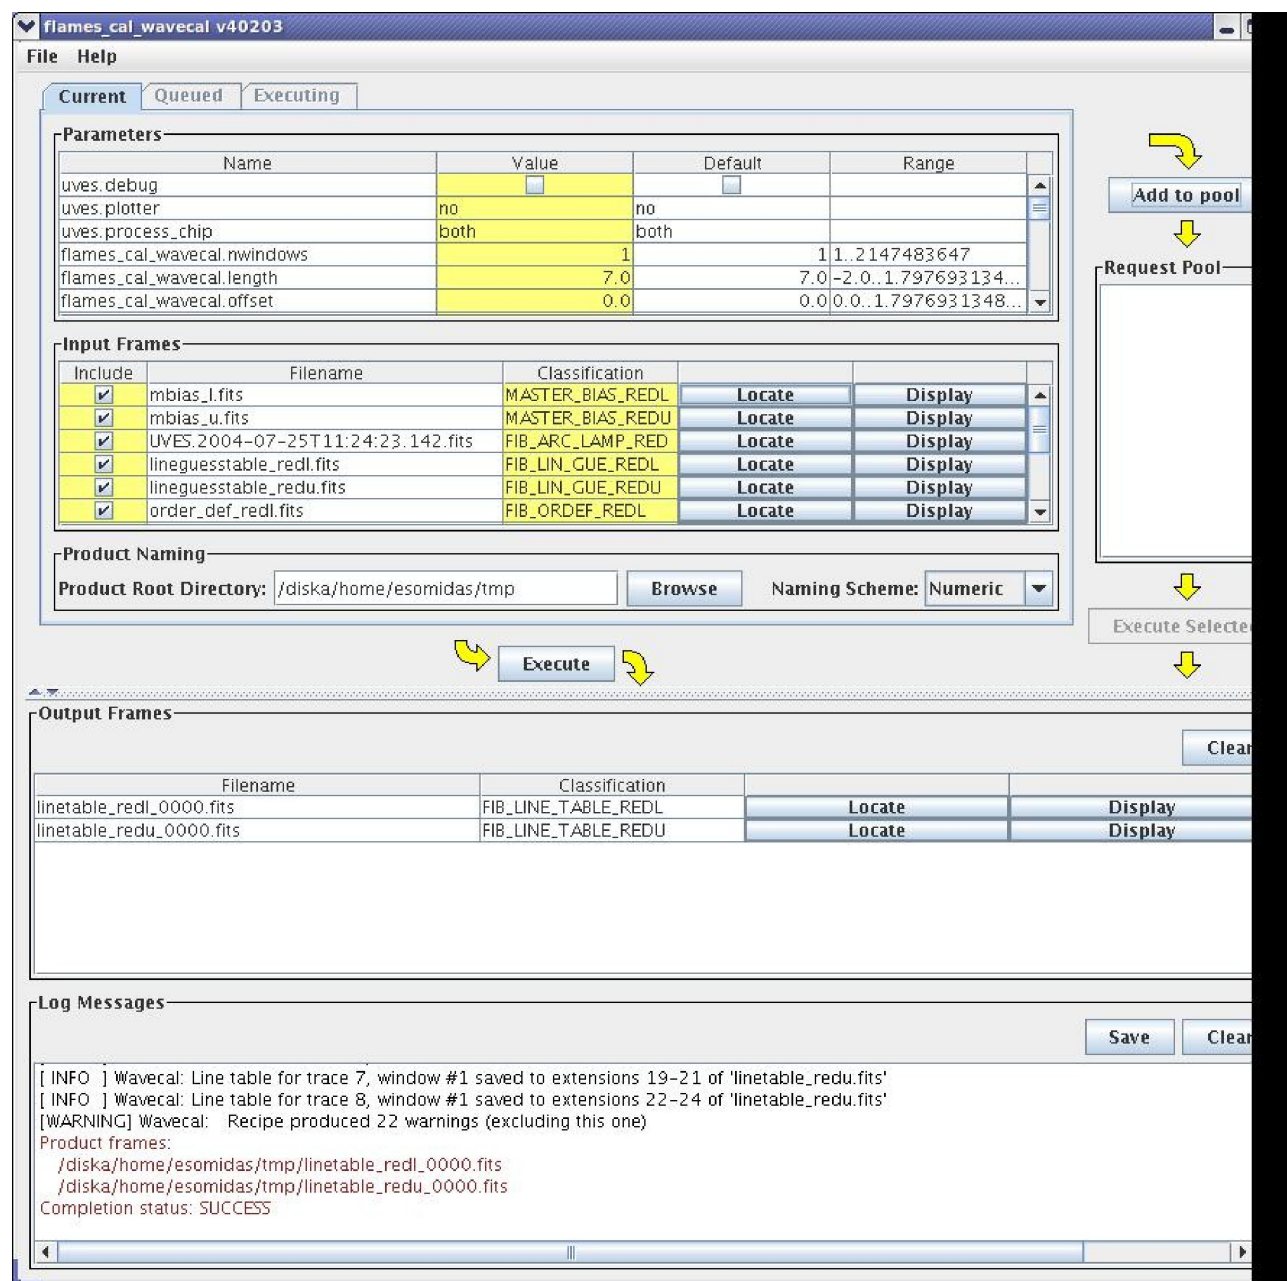 flames_cal_wavecal v40203
File Help
Current Queued Executing
Parameters
Name Value Default Range
uves.debug
uves.plotter no no
uves.process_chip both both
flames_cal_wavecal.nwindows 1 1 1..2147483647
flames_cal_wavecal.length 7.0 7.0 -2.0..1.797693134...
flames_cal_wavecal.offset 0.0 0.0 0.0..1.7976931348...
Add to pool
Request Pool
Input Frames
Include Filename Classification
mbias_l.fits MASTER_BIAS_REDL Locate Display
mbias_u.fits MASTER_BIAS_REDU Locate Display
UVES.2004-07-25T11:24:23.142.fits FIB_ARC_LAMP_RED Locate Display
lineguesstable_redl.fits FIB_LIN_GUE_REDL Locate Display
lineguesstable_redu.fits FIB_LIN_GUE_REDU Locate Display
order_def_redl.fits FIB_ORDEF_REDL Locate Display
Product Naming
Product Root Directory: /diska/home/esomidas/tmp Browse Naming Scheme: Numeric
Execute Selecte
Execute
Output Frames
Clear
Filename Classification
linetable_redl_0000.fits FIB_LINE_TABLE_REDL Locate Display
linetable_redu_0000.fits FIB_LINE_TABLE_REDU Locate Display
Log Messages
Save Clear
[ INFO ] Wavecal: Line table for trace 7, window #1 saved to extensions 19-21 of 'linetable_redu.fits'
[ INFO ] Wavecal: Line table for trace 8, window #1 saved to extensions 22-24 of 'linetable_redu.fits'
[WARNING] Wavecal: Recipe produced 22 warnings (excluding this one)
Product frames:
/diska/home/esomidas/tmp/linetable_redl_0000.fits
/diska/home/esomidas/tmp/linetable_redu_0000.fits
Completion status: SUCCESS